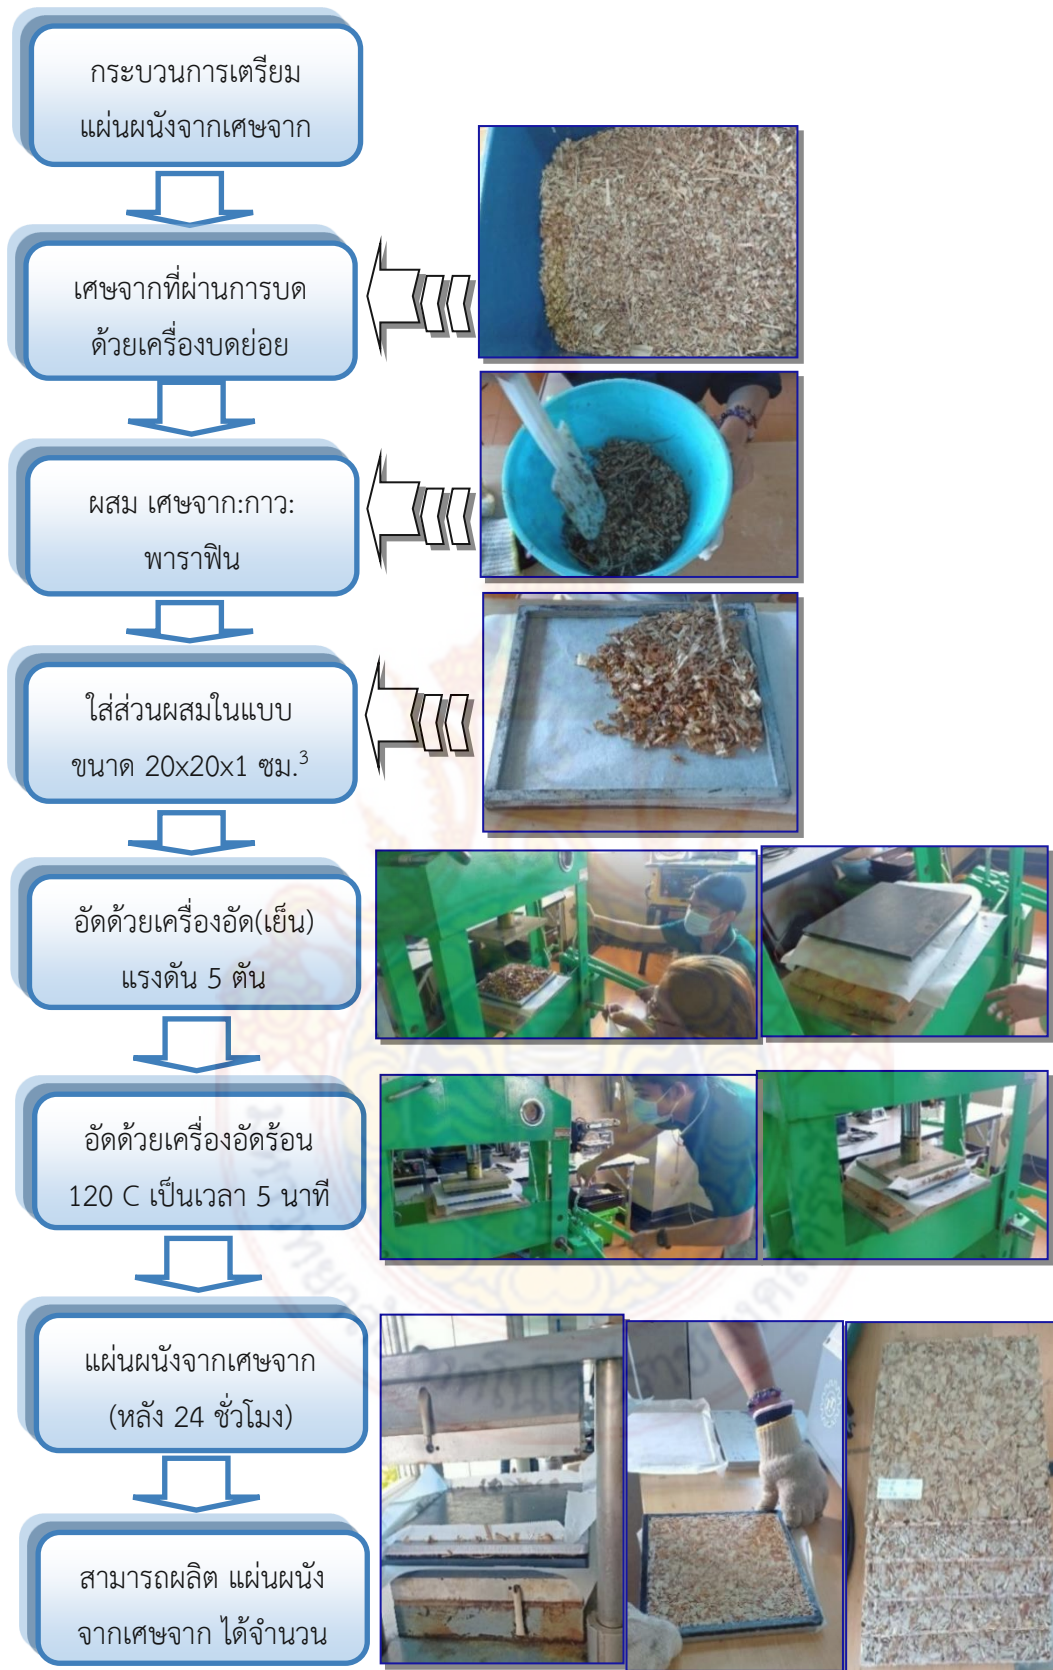 กระบวนการเตรียม
แผ่นผนังจากเศษจาก
เศษจากที่ผ่านการบด
ด้วยเครื่องบดย่อย
ผสม เศษจาก:กาว:
พาราฟิน
ใส่ส่วนผสมในแบบ
ขนาด 20x20x1 ซม.³
อัดด้วยเครื่องอัด(เย็น)
แรงดัน 5 ตัน
อัดด้วยเครื่องอัดร้อน
120 C เป็นเวลา 5 นาที
แผ่นผนังจากเศษจาก
(หลัง 24 ชั่วโมง)
สามารถผลิต แผ่นผนัง
จากเศษจาก ได้จำนวน